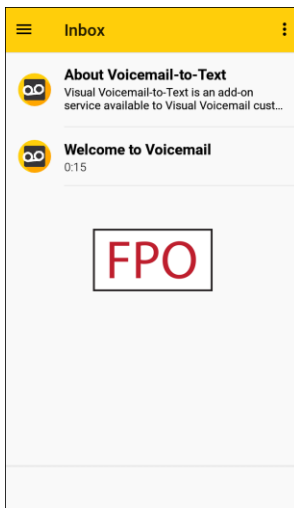 Inbox
About Voicemail-to-Text
Visual Voicemail-to-Text is an add-on
service available to Visual Voicemail cust...
Welcome to Voicemail
0:15
FPO